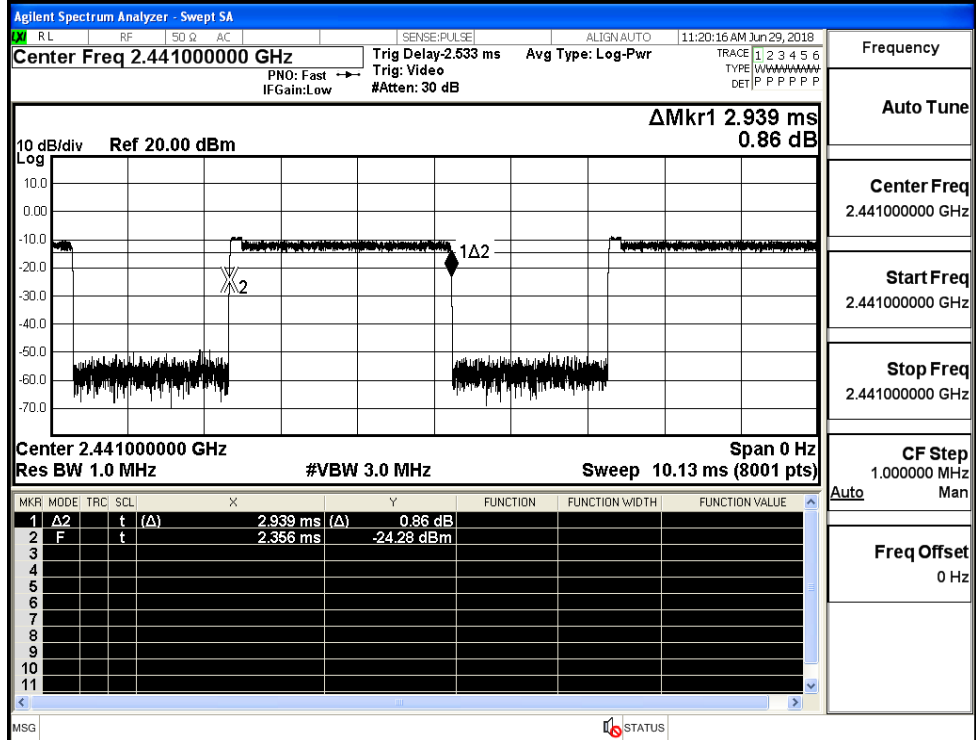 Agilent Spectrum Analyzer - Swept SA
LXI RL RF 50 Ω AC SENSE:PULSE ALIGN AUTO 11:20:16 AM Jun 29, 2018
Center Freq 2.441000000 GHz
PNO: Fast
IFGain:Low
Trig Delay-2.533 ms
Trig: Video
#Atten: 30 dB
Avg Type: Log-Pwr
TRACE 1 2 3 4 5 6
TYPE WWWWWW
DET P P P P P P
ΔMkr1 2.939 ms
0.86 dB
10 dB/div Ref 20.00 dBm
Log
10.0
0.00
-10.0
-20.0
-30.0
-40.0
-50.0
-60.0
-70.0
1Δ2
2
Center 2.441000000 GHz Span 0 Hz
Res BW 1.0 MHz #VBW 3.0 MHz Sweep 10.13 ms (8001 pts)
MKR MODE TRC SCL X Y FUNCTION FUNCTION WIDTH FUNCTION VALUE
1 Δ2 t (Δ) 2.939 ms (Δ) 0.86 dB
2 F t 2.356 ms -24.28 dBm
3
4
5
6
7
8
9
10
11
MSG STATUS
Frequency
Auto Tune
Center Freq
2.441000000 GHz
Start Freq
2.441000000 GHz
Stop Freq
2.441000000 GHz
CF Step
1.000000 MHz
Auto Man
Freq Offset
0 Hz